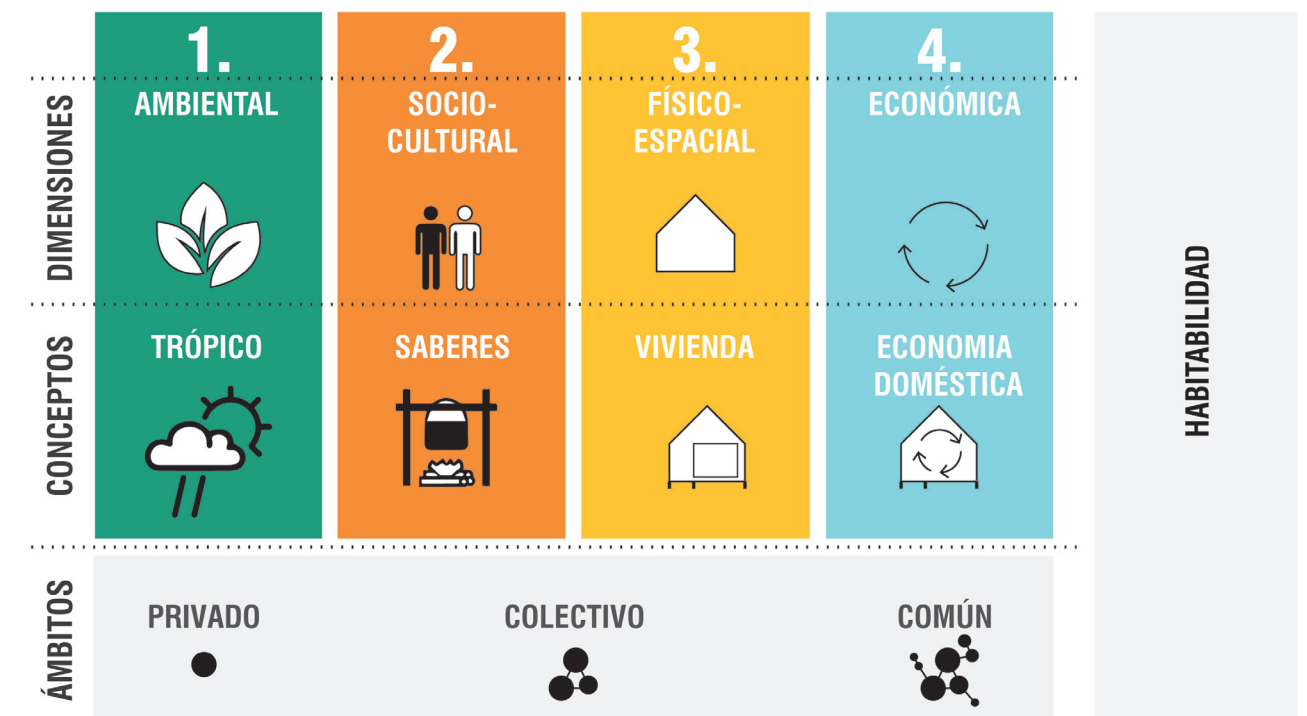 1.
2.
3.
4.
DIMENSIONES
AMBIENTAL
SOCIO-
CULTURAL
FÍSICO-
ESPACIAL
ECONÓMICA
CONCEPTOS
TRÓPICO
SABERES
VIVIENDA
ECONOMIA
DOMÉSTICA
ÁMBITOS
PRIVADO
COLECTIVO
COMÚN
HABITABILIDAD